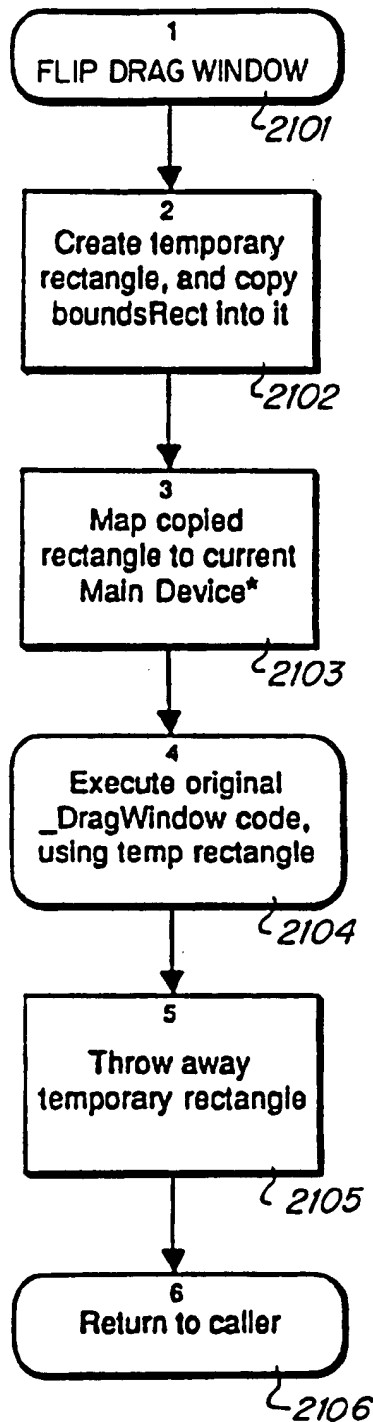 1
FLIP DRAG WINDOW
2101
2
Create temporary
rectangle, and copy
boundsRect into it
2102
3
Map copied
rectangle to current
Main Device*
2103
4
Execute original
_DragWindow code,
using temp rectangle
2104
5
Throw away
temporary rectangle
2105
6
Return to caller
2106